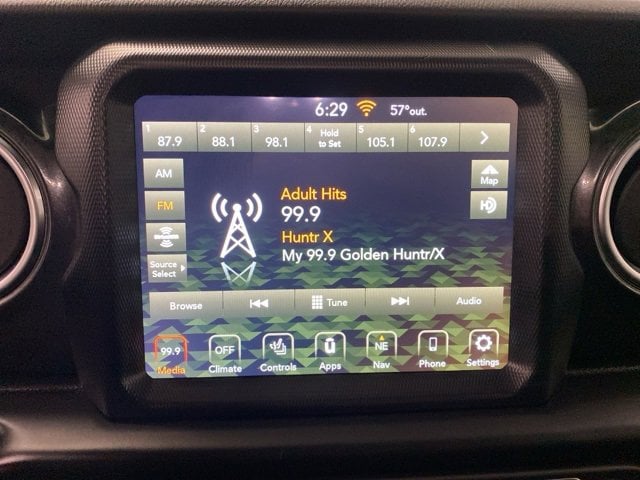 6:29 57°out.
1 87.9 2 88.1 3 98.1 4 Hold to Set 5 105.1 6 107.9
AM
Map
FM
HD
Adult Hits
99.9
Huntr X
My 99.9 Golden Huntr/X
Source
Select
Browse Tune Audio
99.9 OFF NE
Media Climate Controls Apps Nav Phone Settings